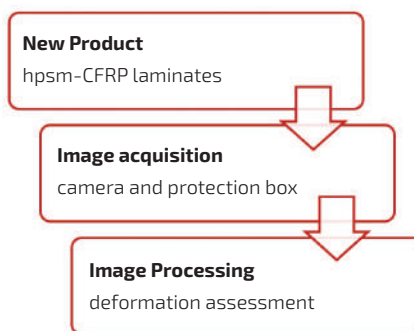 New Product
hpsm-CFRP laminates
Image acquisition
camera and protection box
Image Processing
deformation assessment